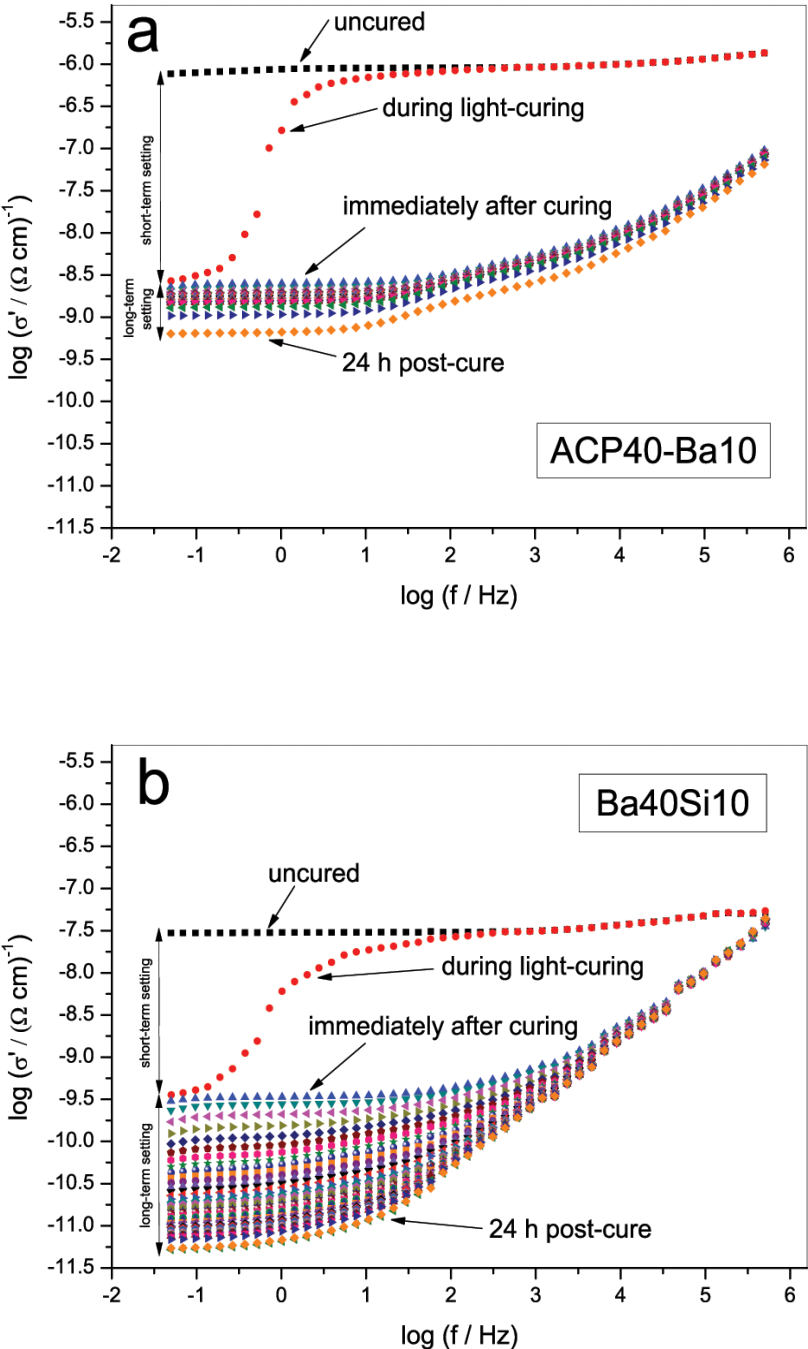 a
-5.5
-6.0
-6.5
-7.0
-7.5
-8.0
-8.5
-9.0
-9.5
-10.0
-10.5
-11.0
-11.5
log (σ' / (Ω cm)⁻¹)
uncured
during light-curing
short-term setting
immediately after curing
long-term
setting
24 h post-cure
ACP40-Ba10
-2 -1 0 1 2 3 4 5 6
log (f / Hz)
b
-5.5
-6.0
-6.5
-7.0
-7.5
-8.0
-8.5
-9.0
-9.5
-10.0
-10.5
-11.0
-11.5
log (σ' / (Ω cm)⁻¹)
Ba40Si10
uncured
during light-curing
short-term setting
immediately after curing
long-term setting
24 h post-cure
-2 -1 0 1 2 3 4 5 6
log (f / Hz)